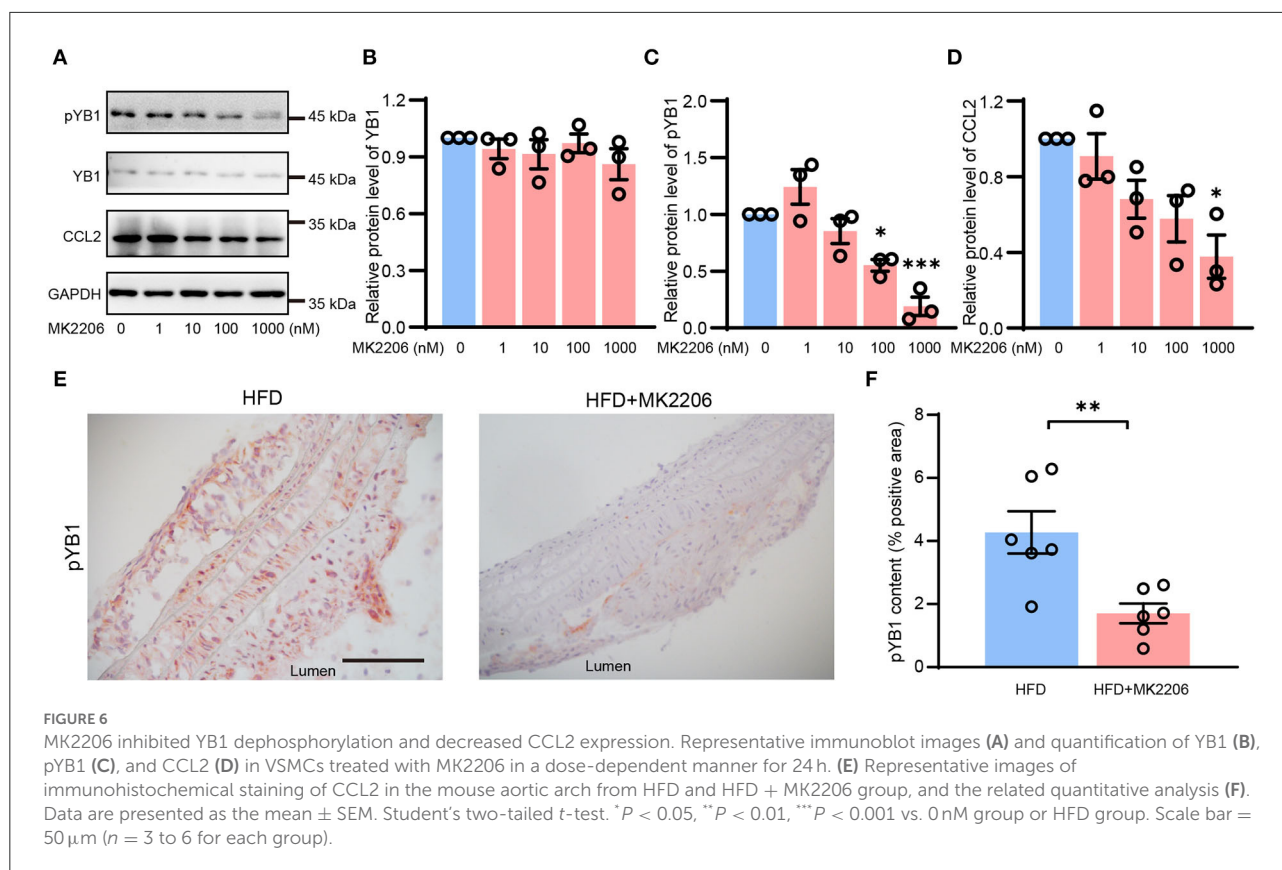 A
pYB1
45 kDa
YB1
45 kDa
CCL2
35 kDa
GAPDH
35 kDa
MK2206 0 1 10 100 1000 (nM)
B
Relative protein level of YB1
1.2
0.9
0.6
0.3
0.0
MK2206 (nM) 0 1 10 100 1000
C
Relative protein level of pYB1
2.0
1.5
1.0
0.5
0.0
*
***
MK2206 (nM) 0 1 10 100 1000
D
Relative protein level of CCL2
1.2
0.8
0.4
0.0
*
MK2206 (nM) 0 1 10 100 1000
E
HFD
HFD+MK2206
pYB1
Lumen
Lumen
F
pYB1 content (% positive area)
8
6
4
2
0
**
HFD HFD+MK2206
FIGURE 6
MK2206 inhibited YB1 dephosphorylation and decreased CCL2 expression. Representative immunoblot images (A) and quantification of YB1 (B),
pYB1 (C), and CCL2 (D) in VSMCs treated with MK2206 in a dose-dependent manner for 24 h. (E) Representative images of
immunohistochemical staining of CCL2 in the mouse aortic arch from HFD and HFD + MK2206 group, and the related quantitative analysis (F).
Data are presented as the mean ± SEM. Student's two-tailed t-test. *P < 0.05, **P < 0.01, ***P < 0.001 vs. 0 nM group or HFD group. Scale bar =
50 μm (n = 3 to 6 for each group).